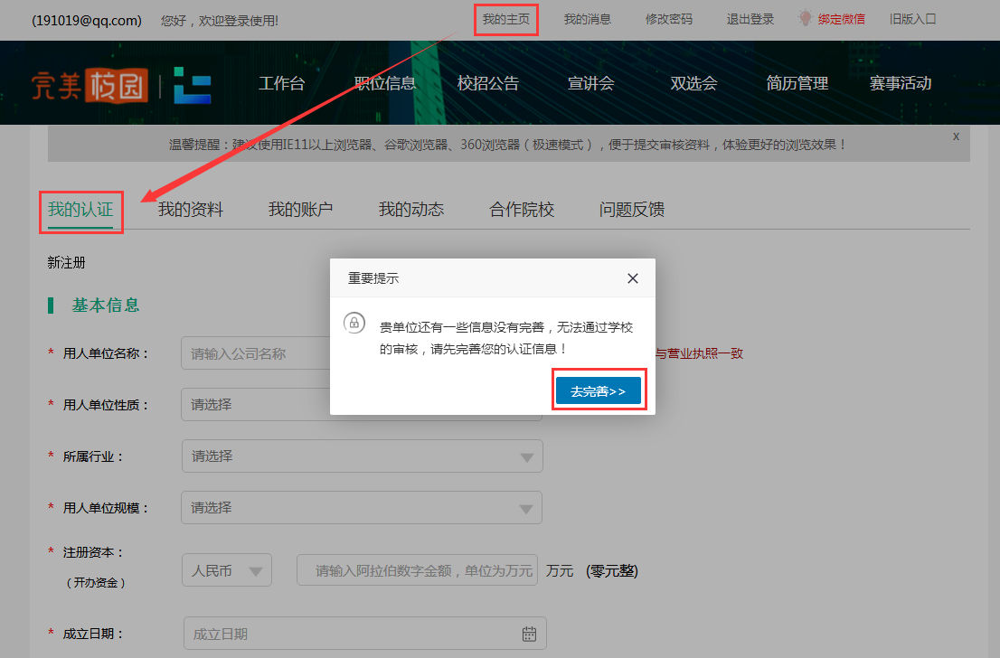 (191019@qq.com) 您好，欢迎登录使用! 我的主页 我的消息 修改密码 退出登录 绑定微信 旧版入口
完美校园 工作台 职位信息 校招公告 宣讲会 双选会 简历管理 赛事活动
温馨提醒：建议使用IE11以上浏览器、谷歌浏览器、360浏览器（极速模式），便于提交审核资料，体验更好的浏览效果！ x
我的认证 我的资料 我的账户 我的动态 合作院校 问题反馈
新注册
基本信息
重要提示
贵单位还有一些信息没有完善，无法通过学校
的审核，请先完善您的认证信息！
去完善>>
* 用人单位名称： 请输入公司名称 与营业执照一致
* 用人单位性质： 请选择
* 所属行业： 请选择
* 用人单位规模： 请选择
* 注册资本：
（开办资金） 人民币 请输入阿拉伯数字金额，单位为万元 万元 (零元整)
* 成立日期： 成立日期